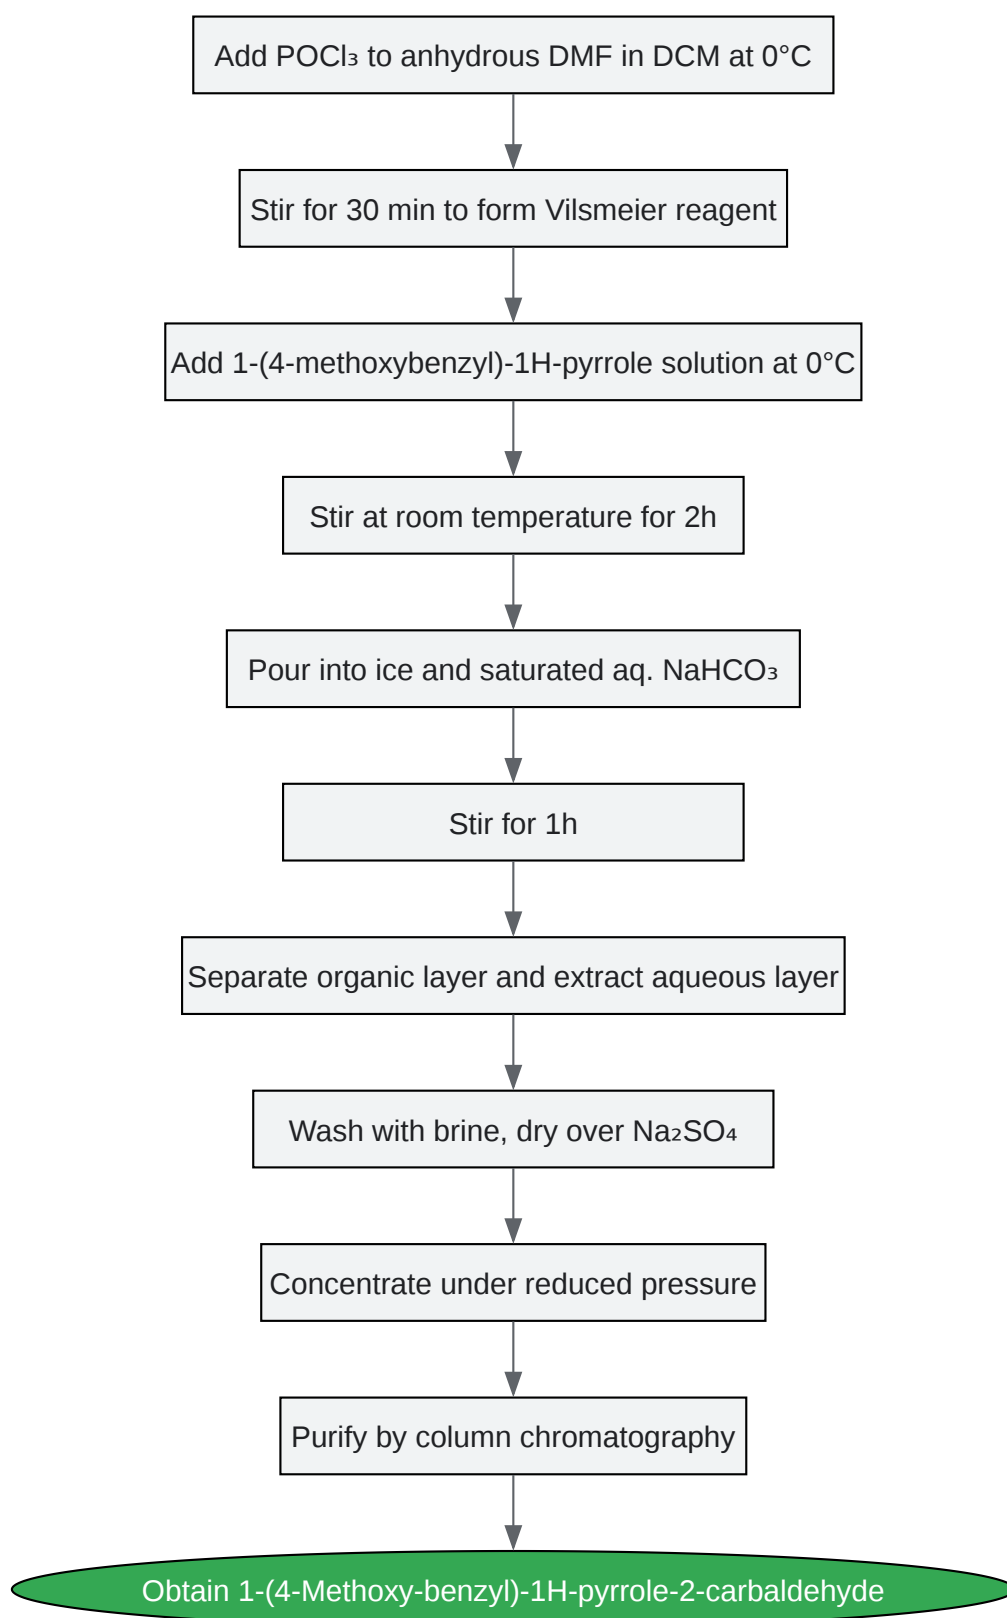 Add POCl₃ to anhydrous DMF in DCM at 0°C
Stir for 30 min to form Vilsmeier reagent
Add 1-(4-methoxybenzyl)-1H-pyrrole solution at 0°C
Stir at room temperature for 2h
Pour into ice and saturated aq. NaHCO₃
Stir for 1h
Separate organic layer and extract aqueous layer
Wash with brine, dry over Na₂SO₄
Concentrate under reduced pressure
Purify by column chromatography
Obtain 1-(4-Methoxy-benzyl)-1H-pyrrole-2-carbaldehyde